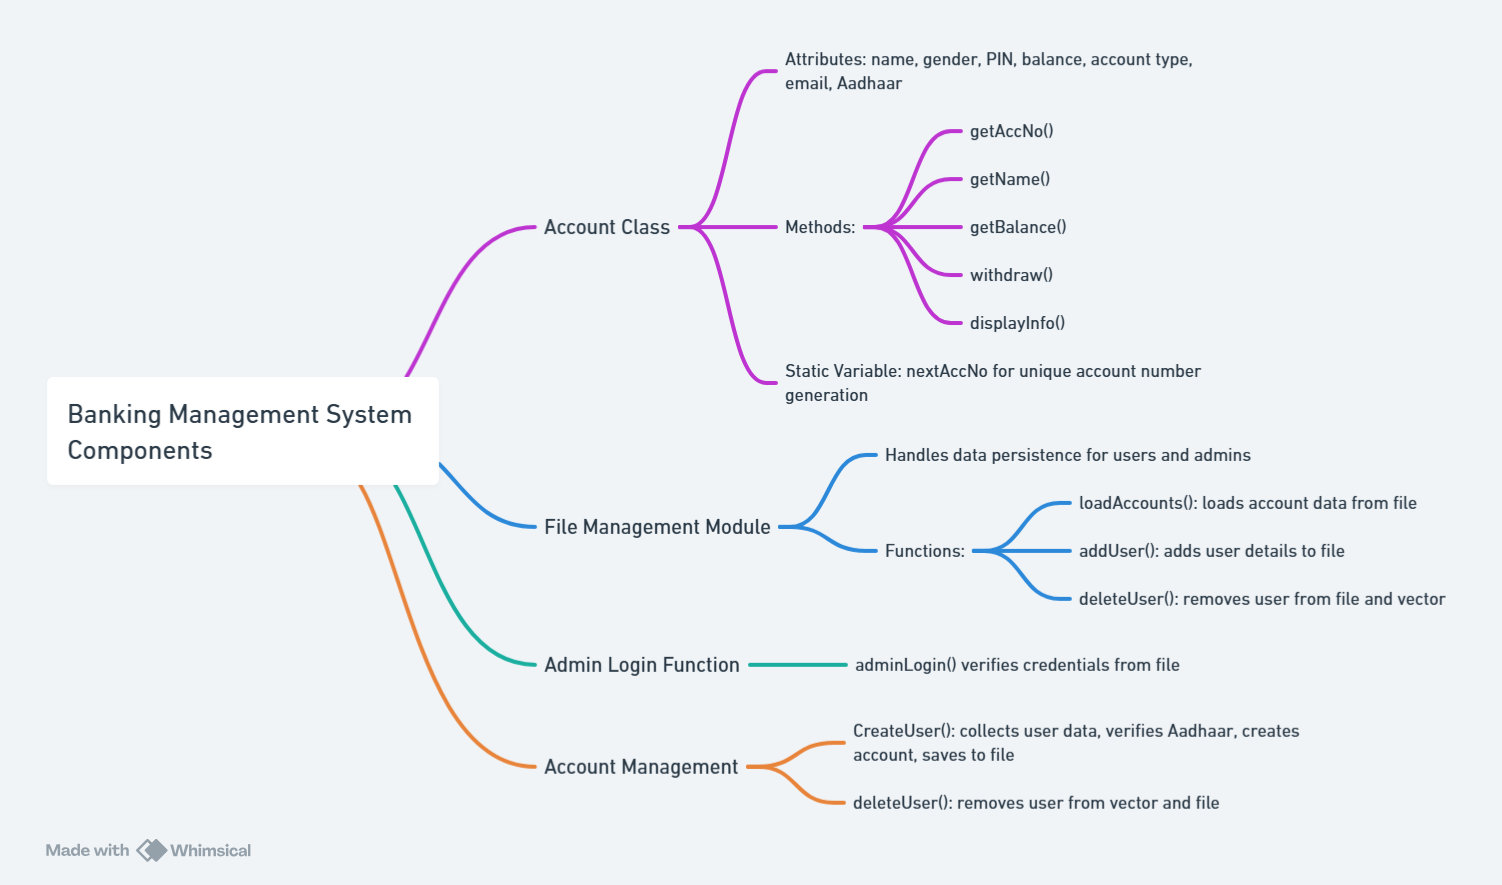 Banking Management System
Components
Account Class
Attributes: name, gender, PIN, balance, account type,
email, Aadhaar
Methods:
getAccNo()
getName()
getBalance()
withdraw()
displayInfo()
Static Variable: nextAccNo for unique account number
generation
File Management Module
Handles data persistence for users and admins
Functions:
loadAccounts(): loads account data from file
addUser(): adds user details to file
deleteUser(): removes user from file and vector
Admin Login Function
adminLogin() verifies credentials from file
Account Management
CreateUser(): collects user data, verifies Aadhaar, creates
account, saves to file
deleteUser(): removes user from vector and file
Made with Whimsical